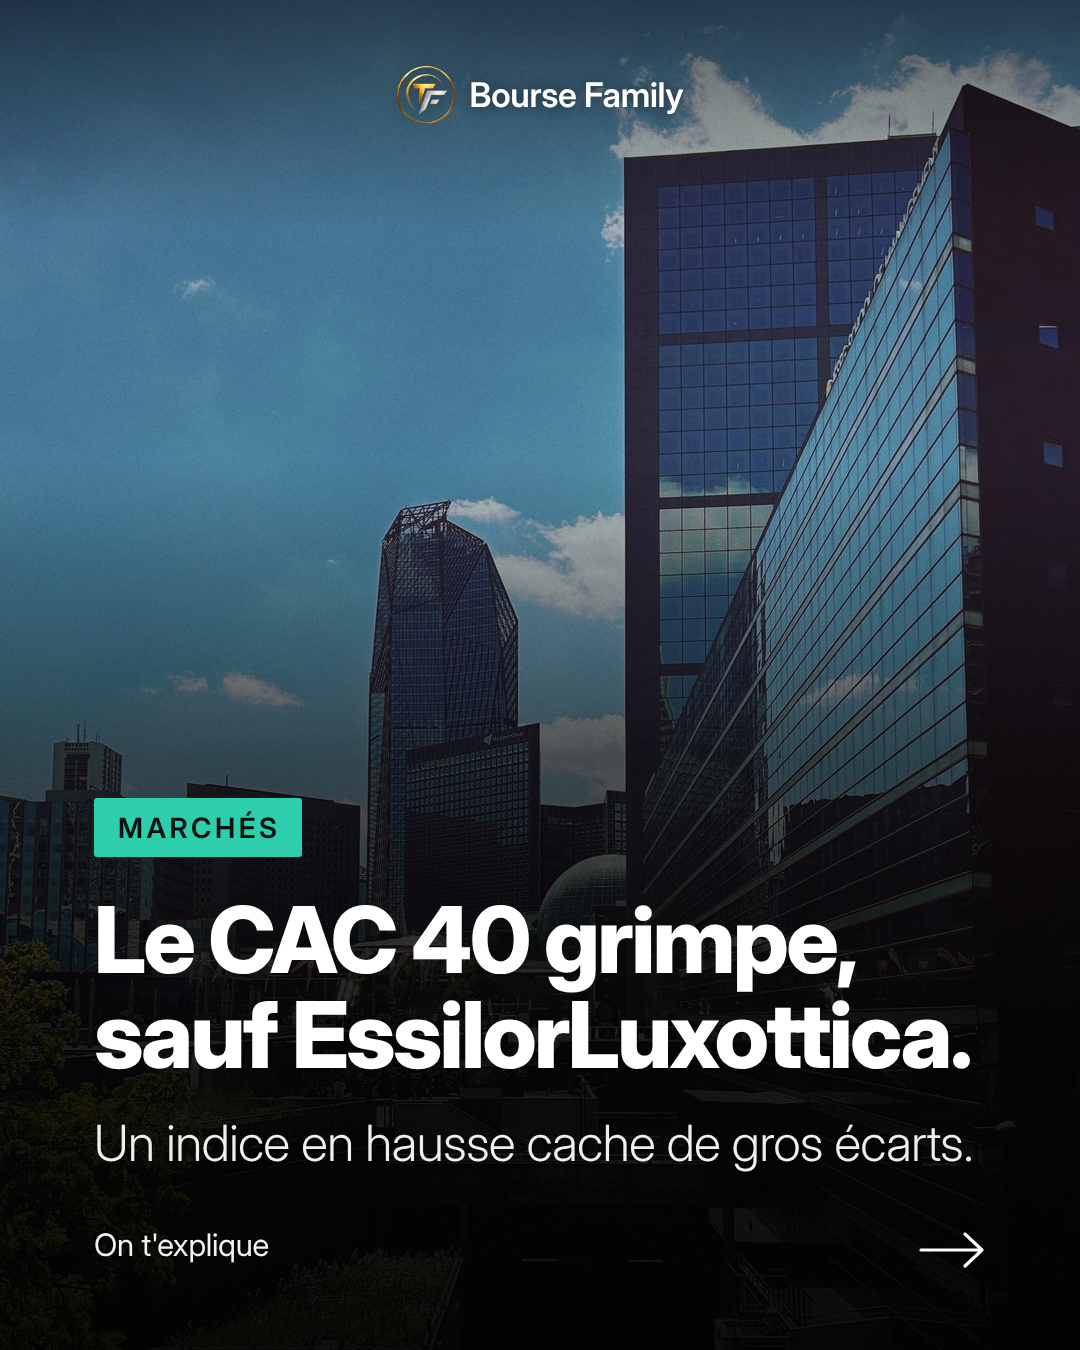 Bourse Family
MARCHÉS
Le CAC 40 grimpe,
sauf EssilorLuxottica.
Un indice en hausse cache de gros écarts.
On t'explique